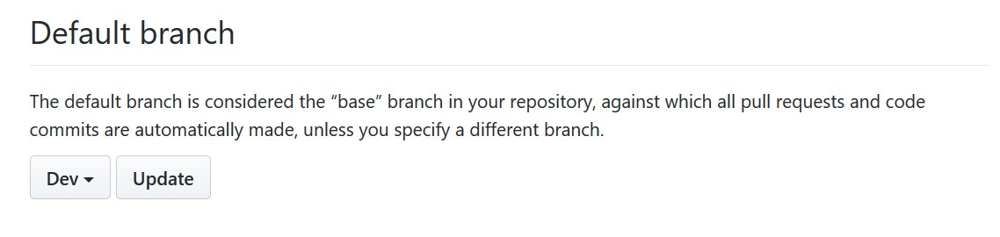 Default branch
The default branch is considered the “base” branch in your repository, against which all pull requests and code
commits are automatically made, unless you specify a different branch.
Dev Update